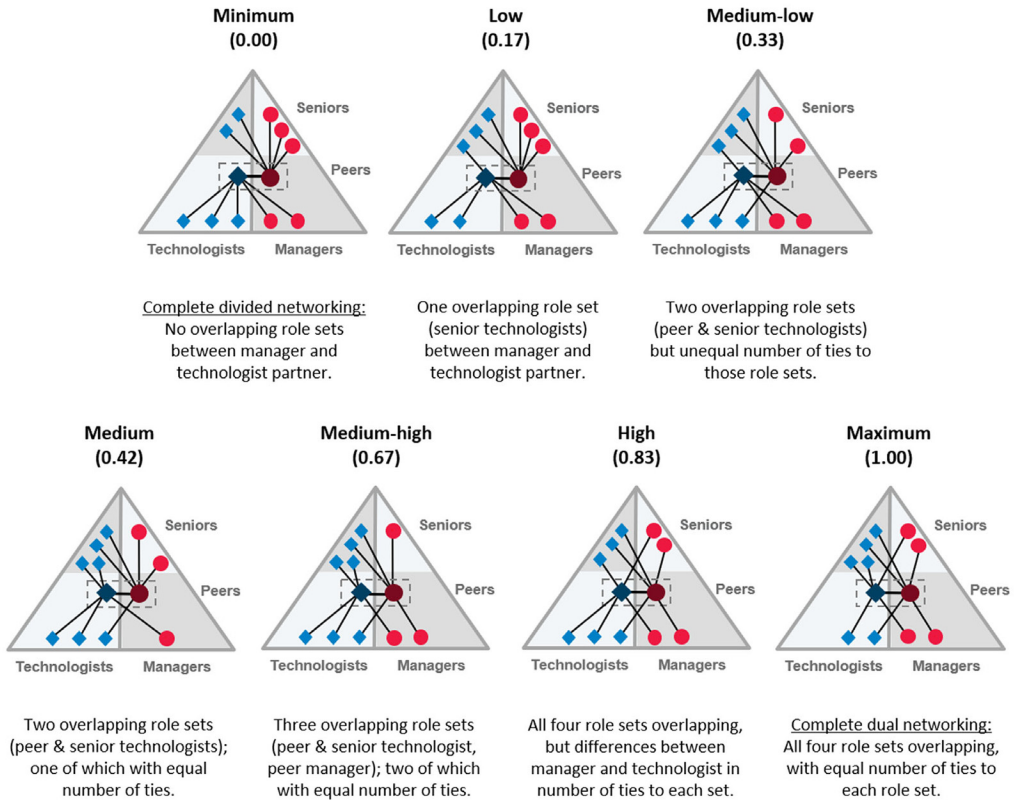 Minimum
(0.00)
Low
(0.17)
Medium-low
(0.33)
Seniors
Peers
Technologists
Managers
Seniors
Peers
Technologists
Managers
Seniors
Peers
Technologists
Managers
Complete divided networking:
No overlapping role sets
between manager and
technologist partner.
One overlapping role set
(senior technologists)
between manager and
technologist partner.
Two overlapping role sets
(peer & senior technologists)
but unequal number of ties to
those role sets.
Medium
(0.42)
Medium-high
(0.67)
High
(0.83)
Maximum
(1.00)
Seniors
Peers
Technologists
Managers
Seniors
Peers
Technologists
Managers
Seniors
Peers
Technologists
Managers
Seniors
Peers
Technologists
Managers
Two overlapping role sets
(peer & senior technologists);
one of which with equal
number of ties.
Three overlapping role sets
(peer & senior technologist,
peer manager); two of which
with equal number of ties.
All four role sets overlapping,
but differences between
manager and technologist in
number of ties to each set.
Complete dual networking:
All four role sets overlapping,
with equal number of ties to
each role set.